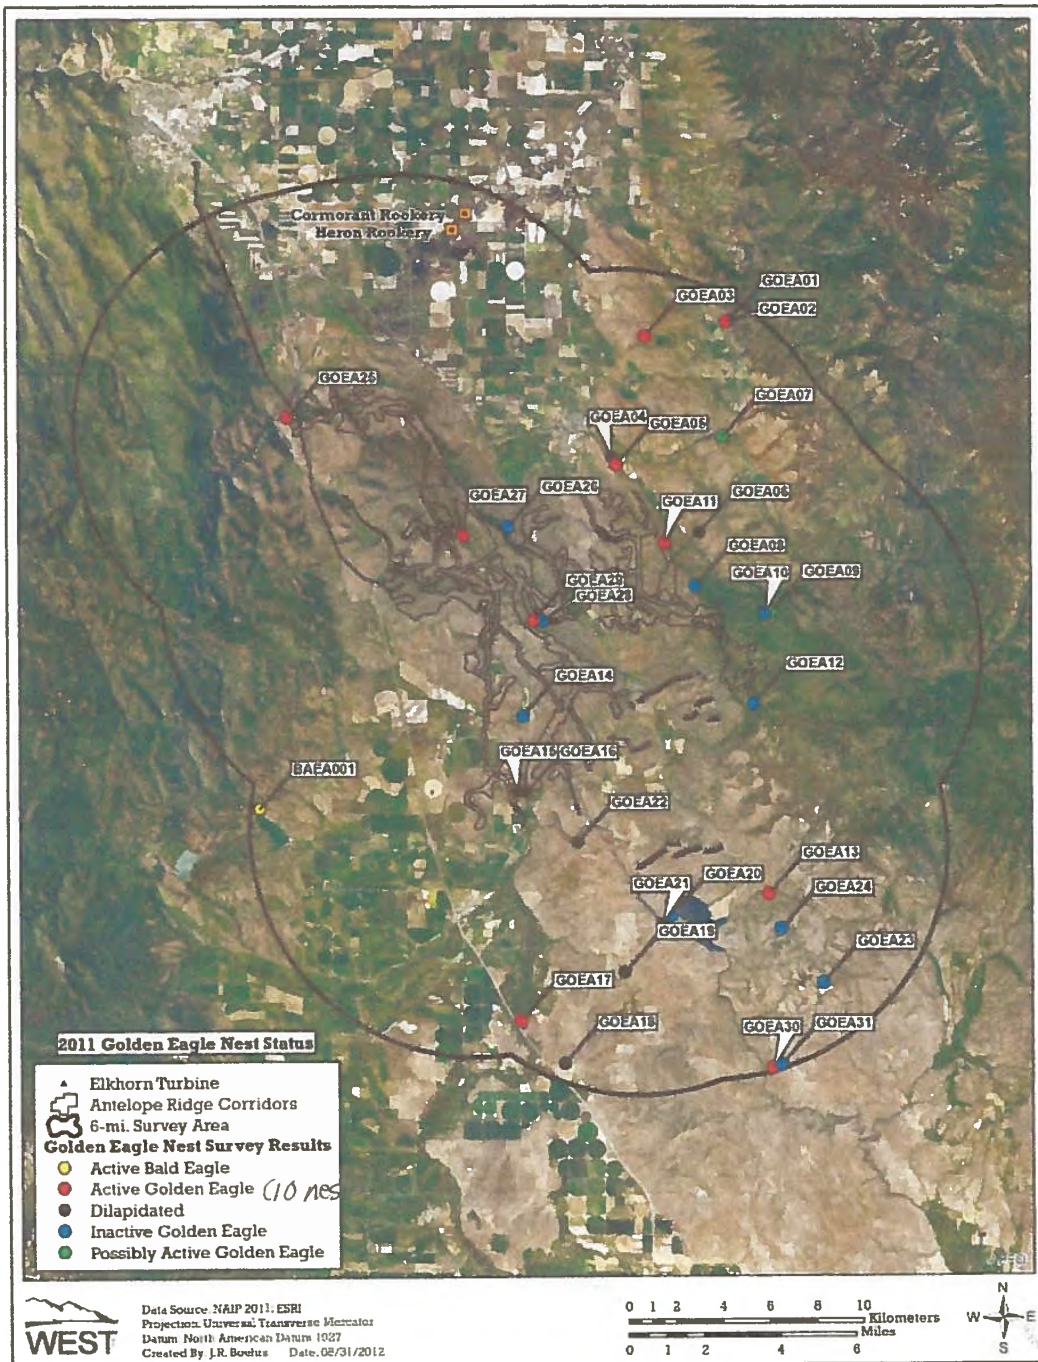 Cormorant Rookery
Heron Rookery
GOEA01
GOEA02
GOEA03
GOEA25
GOEA07
GOEA04
GOEA05
GOEA27
GOEA26
GOEA11
GOEA06
GOEA08
GOEA10
GOEA09
GOEA29
GOEA28
GOEA12
GOEA14
GOEA15
GOEA16
BAEA001
GOEA22
GOEA13
GOEA21
GOEA20
GOEA24
GOEA19
GOEA23
GOEA17
GOEA18
GOEA30
GOEA31
2011 Golden Eagle Nest Status
Elkhorn Turbine
Antelope Ridge Corridors
6-mi. Survey Area
Golden Eagle Nest Survey Results
Active Bald Eagle
Active Golden Eagle (10 nes
Dilapidated
Inactive Golden Eagle
Possibly Active Golden Eagle
WEST
Data Source: NAIP 2011; ESRI
Projection: Universal Transverse Mercator
Datum: North American Datum 1927
Created By: J.R. Date: 08/31/2012
0 1 2 4 6 8 10
Kilometers
Miles
0 1 2 4 6
N
W E
S